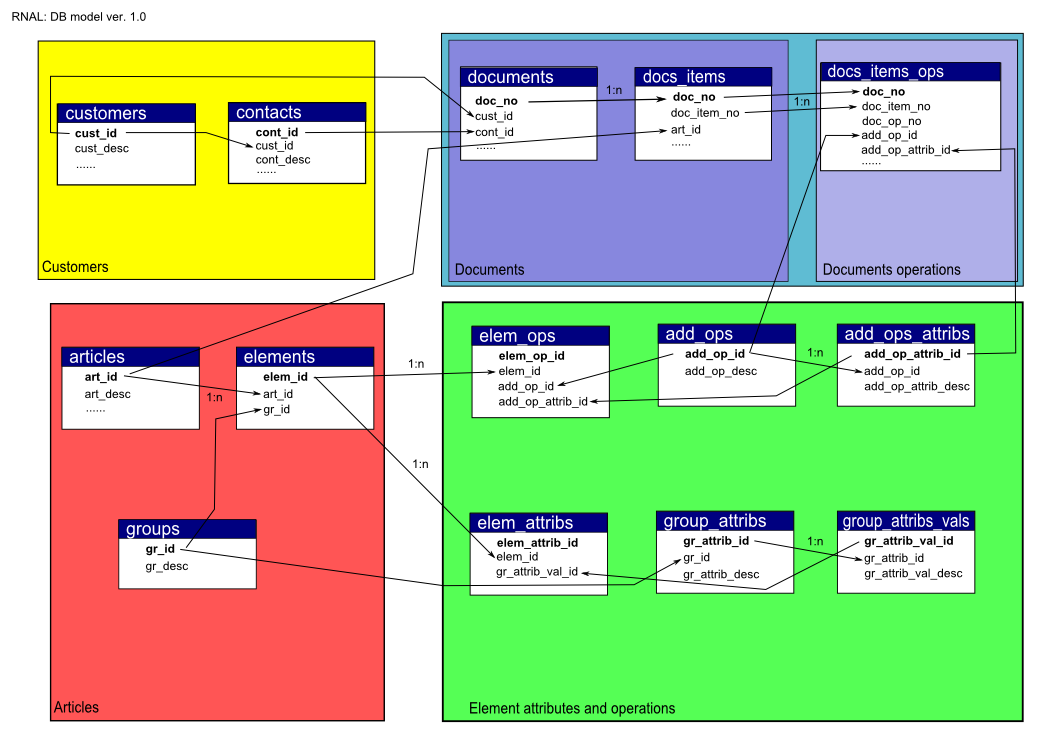 RNAL: DB model ver. 1.0
customers
cust_id
cust_desc
......
contacts
cont_id
cust_id
cont_desc
......
Customers
documents
doc_no
cust_id
cont_id
......
1:n
docs_items
doc_no
doc_item_no
art_id
......
1:n
Documents
docs_items_ops
doc_no
doc_item_no
doc_op_no
add_op_id
add_op_attrib_id
......
Documents operations
articles
art_id
art_desc
......
1:n
elements
elem_id
art_id
gr_id
groups
gr_id
gr_desc
Articles
1:n
1:n
elem_ops
elem_op_id
elem_id
add_op_id
add_op_attrib_id
add_ops
add_op_id
add_op_desc
1:n
add_ops_attribs
add_op_attrib_id
add_op_id
add_op_attrib_desc
elem_attribs
elem_attrib_id
elem_id
gr_attrib_val_id
group_attribs
gr_attrib_id
gr_id
gr_attrib_desc
1:n
group_attribs_vals
gr_attrib_val_id
gr_attrib_id
gr_attrib_val_desc
Element attributes and operations